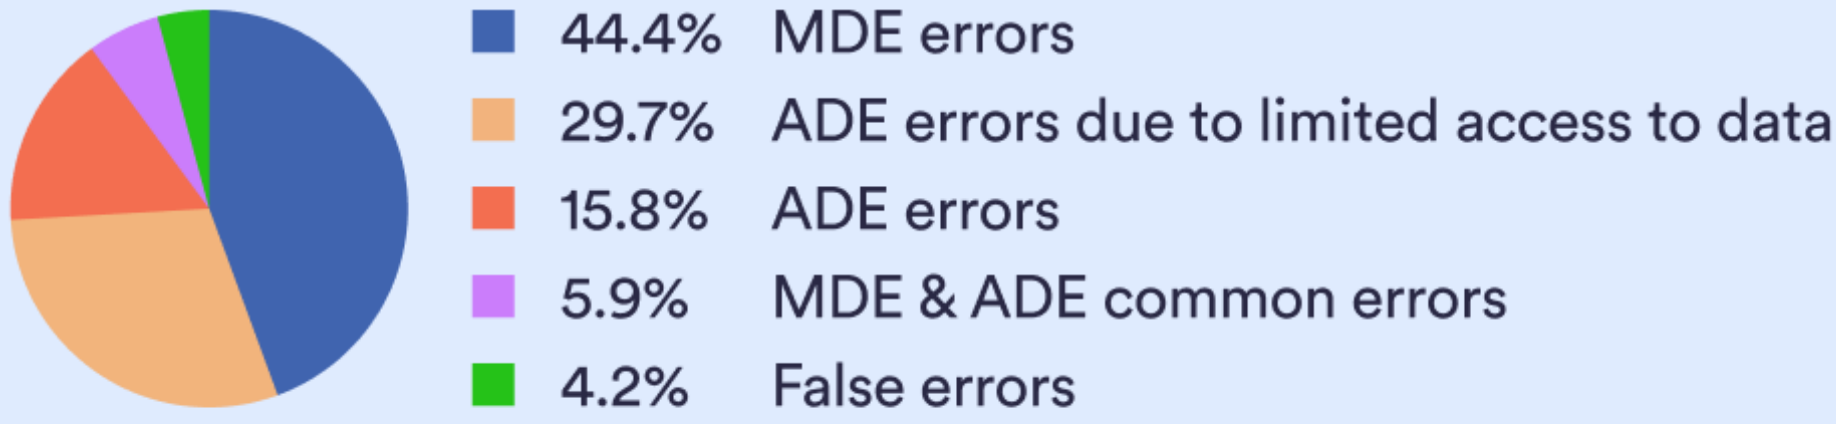 44.4% MDE errors
29.7% ADE errors due to limited access to data
15.8% ADE errors
5.9% MDE & ADE common errors
4.2% False errors